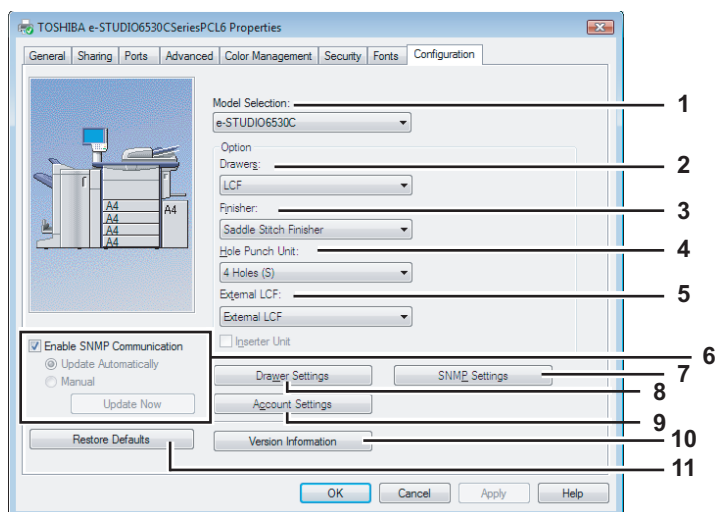 TOSHIBA e-STUDIO6530CSeriesPCL6 Properties
General Sharing Ports Advanced Color Management Security Fonts Configuration
Model Selection: 1
e-STUDIO6530C
Option
Drawers: 2
LCF
Finisher: 3
Saddle Stitch Finisher
Hole Punch Unit: 4
4 Holes (S)
External LCF: 5
External LCF
Inserter Unit
A4
A4
A4
A4
A4
Enable SNMP Communication 6
Update Automatically
Manual
Update Now
Drawer Settings 8
SNMP Settings 7
Account Settings 9
Restore Defaults 11
Version Information 10
OK Cancel Apply Help